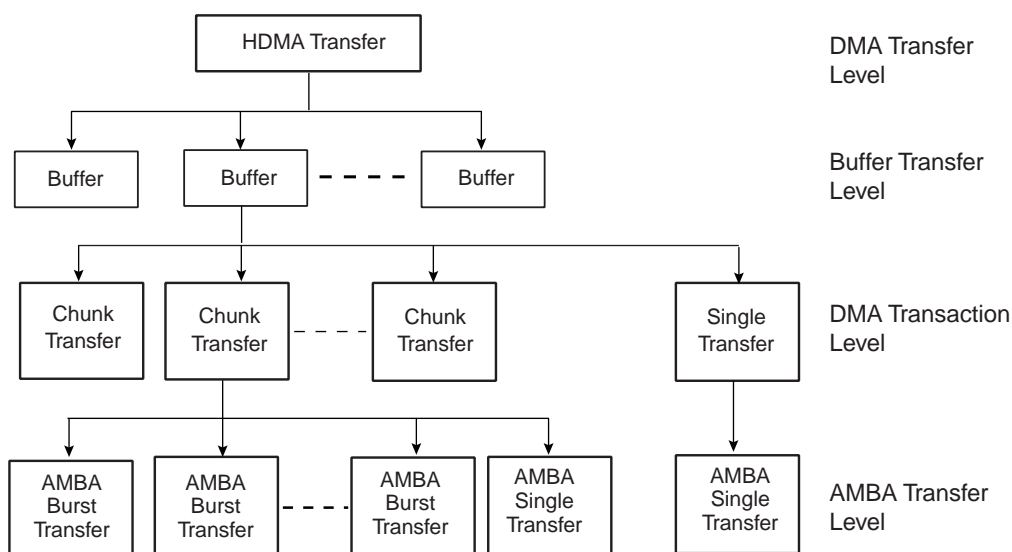 HDMA Transfer
DMA Transfer
Level
Buffer
Buffer
Buffer
Buffer Transfer
Level
Chunk
Transfer
Chunk
Transfer
Chunk
Transfer
Single
Transfer
DMA Transaction
Level
AMBA
Burst
Transfer
AMBA
Burst
Transfer
AMBA
Burst
Transfer
AMBA
Single
Transfer
AMBA
Single
Transfer
AMBA Transfer
Level